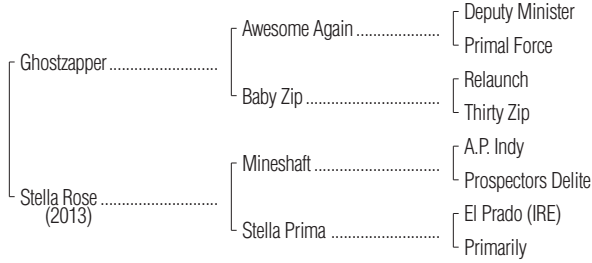 Deputy Minister
Awesome Again ....................
Primal Force
Ghostzapper ..........................
Relaunch
Baby Zip ................................
Thirty Zip
A.P. Indy
Mineshaft ..............................
Prospectors Delite
Stella Rose ............................
(2013)
El Prado (IRE)
Stella Prima ..........................
Primarily